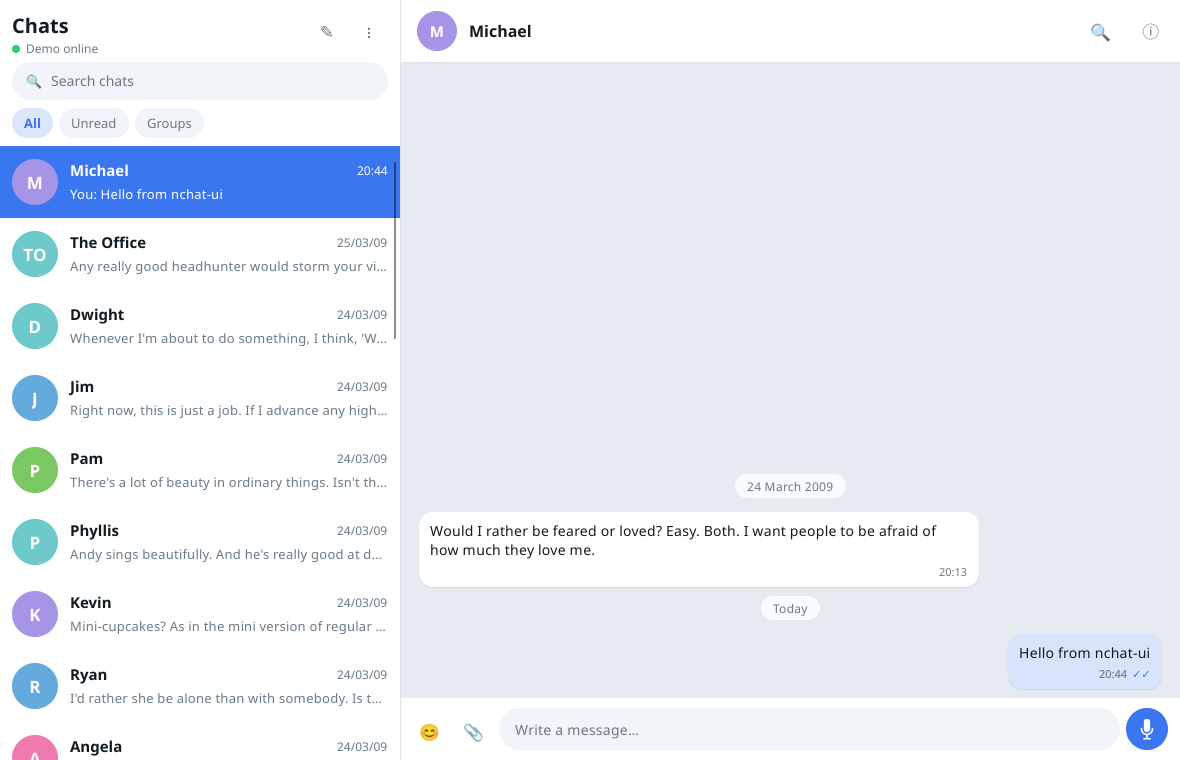 Chats
Demo online
Search chats
All Unread Groups
M
Michael 20:44
You: Hello from nchat-ui
TO
The Office 25/03/09
Any really good headhunter would storm your vi…
D
Dwight 24/03/09
Whenever I'm about to do something, I think, 'W…
J
Jim 24/03/09
Right now, this is just a job. If I advance any high…
P
Pam 24/03/09
There's a lot of beauty in ordinary things. Isn't th…
P
Phyllis 24/03/09
Andy sings beautifully. And he's really good at d…
K
Kevin 24/03/09
Mini-cupcakes? As in the mini version of regular …
R
Ryan 24/03/09
I'd rather she be alone than with somebody. Is t…
A
Angela 24/03/09
M
Michael
24 March 2009
Would I rather be feared or loved? Easy. Both. I want people to be afraid of
how much they love me.
20:13
Today
Hello from nchat-ui
20:44 ✓✓
Write a message…